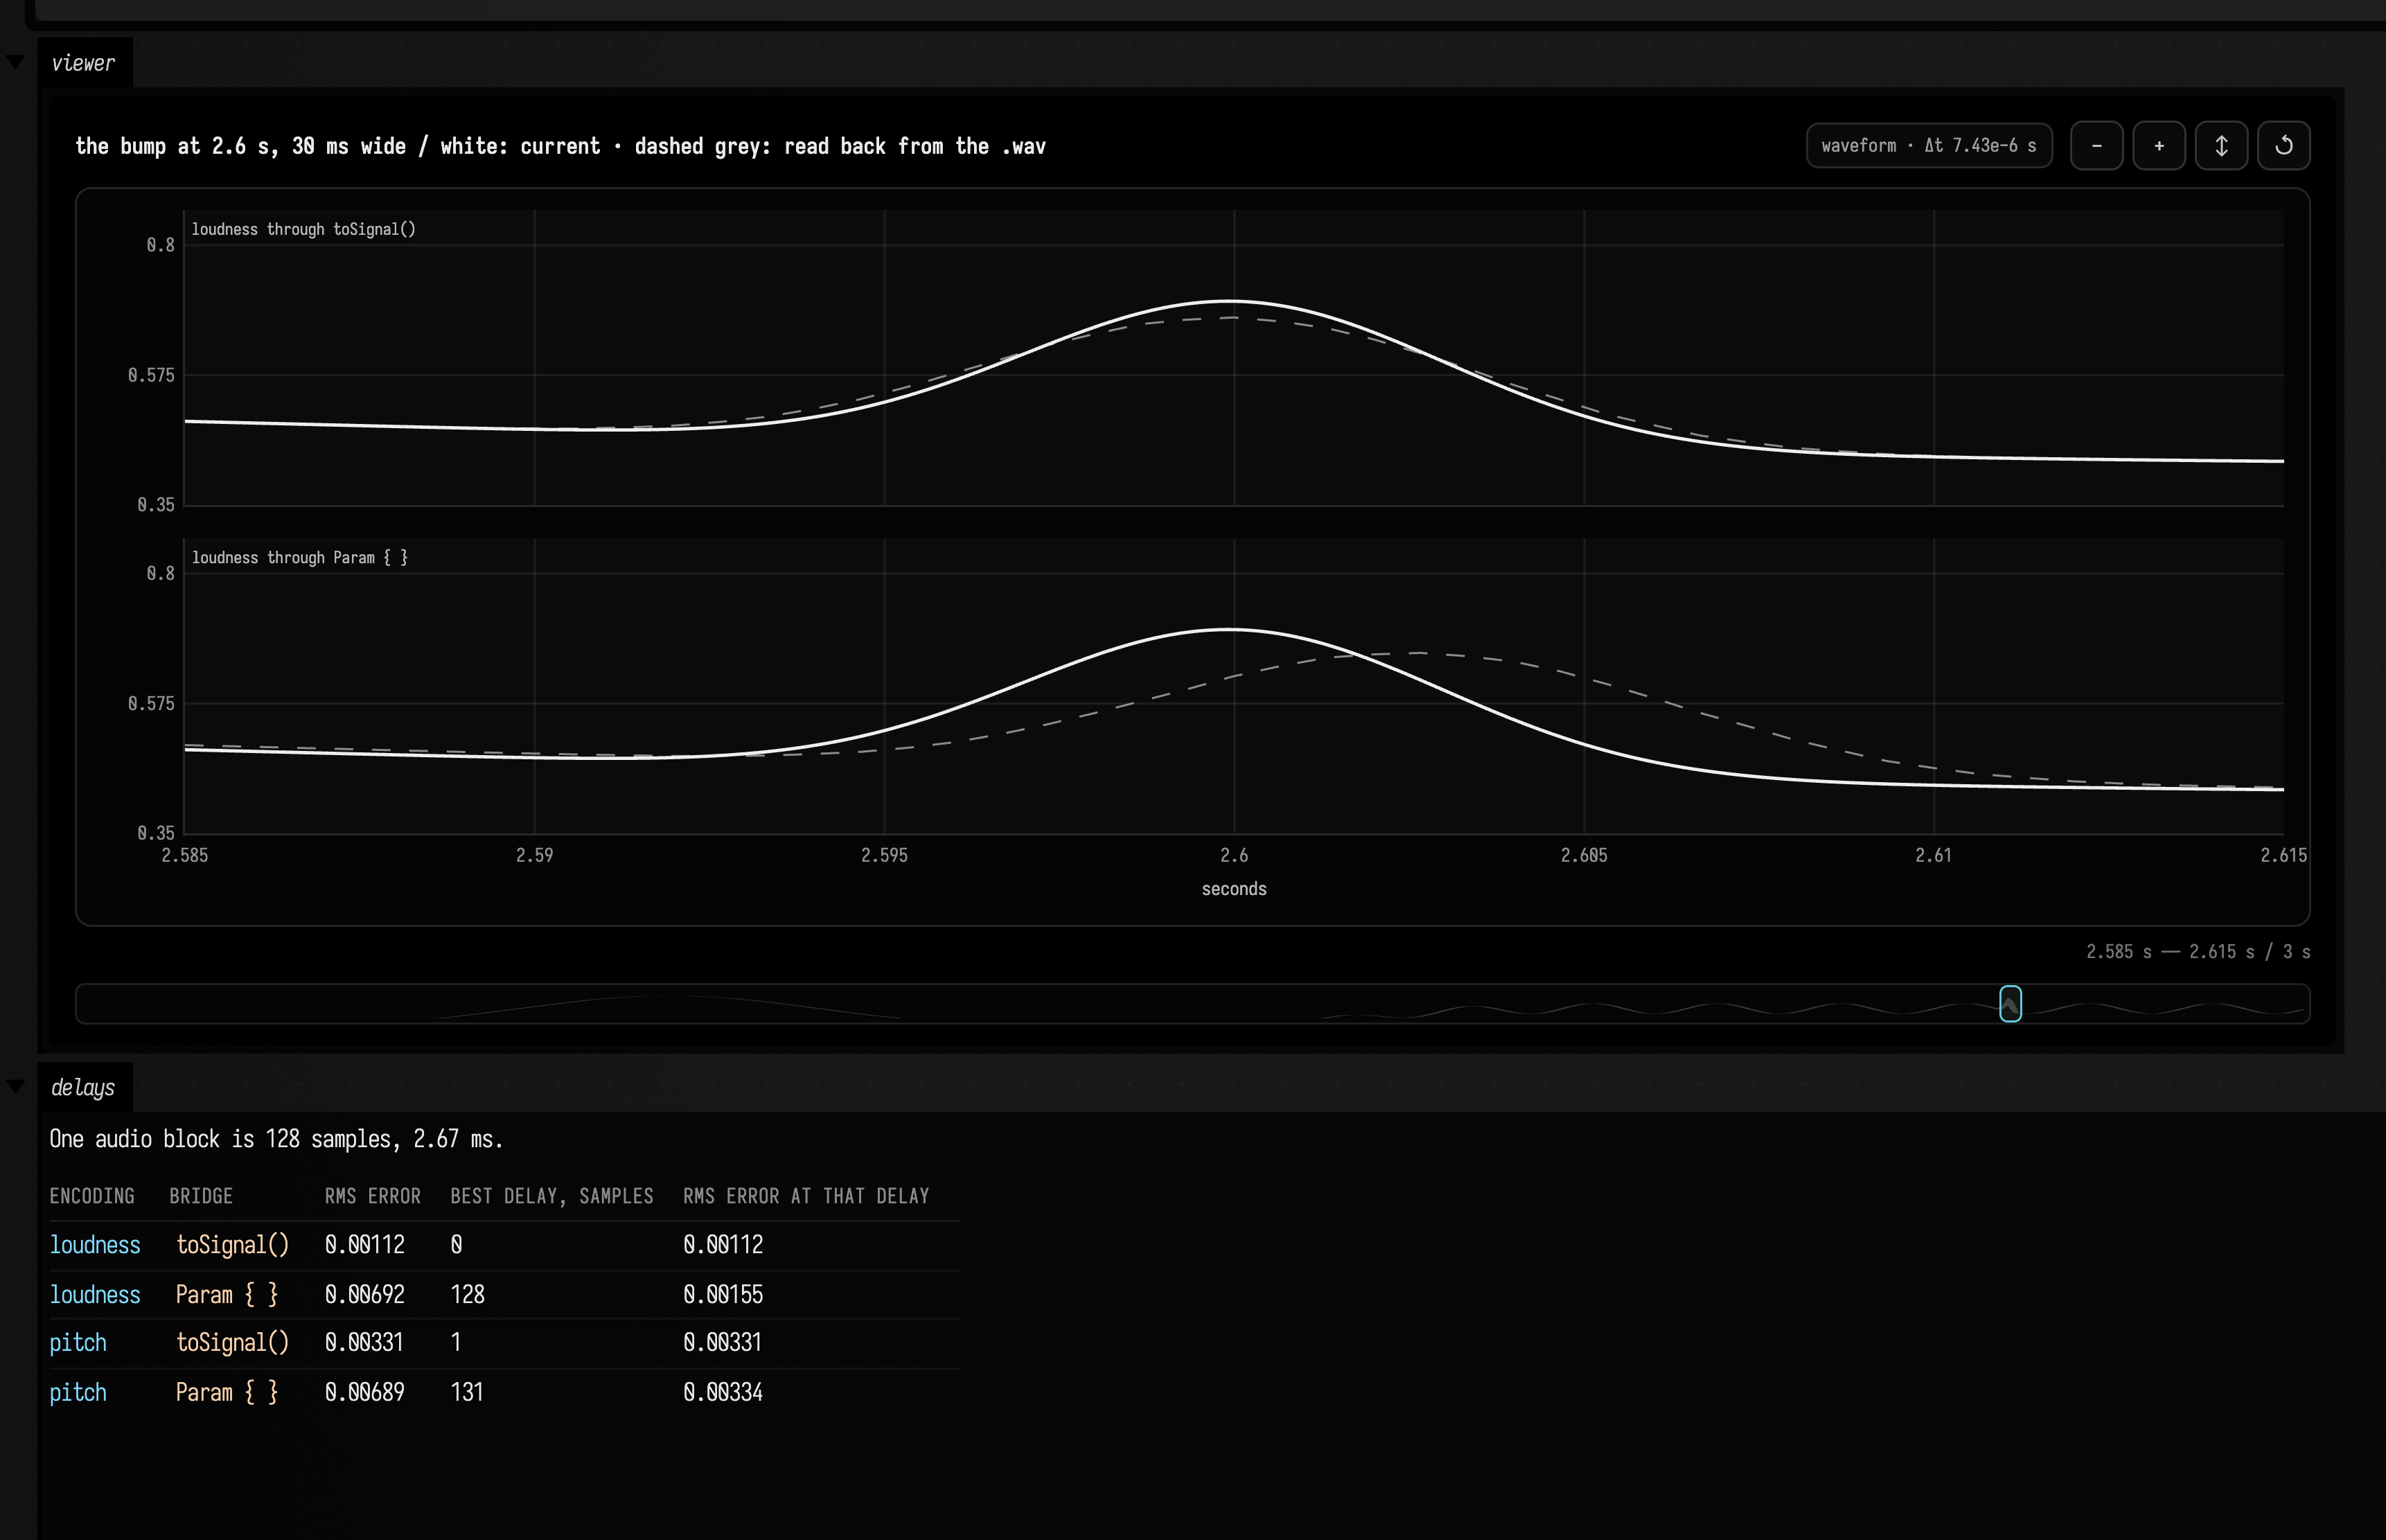 viewer
the bump at 2.6 s, 30 ms wide / white: current · dashed grey: read back from the .wav
waveform · Δt 7.43e-6 s
−
+
↕
↺
loudness through toSignal()
0.8
0.575
0.35
loudness through Param { }
0.8
0.575
0.35
2.585 2.59 2.595 2.6 2.605 2.61 2.615
seconds
2.585 s — 2.615 s / 3 s
delays
One audio block is 128 samples, 2.67 ms.
ENCODING BRIDGE RMS ERROR BEST DELAY, SAMPLES RMS ERROR AT THAT DELAY
loudness toSignal() 0.00112 0 0.00112
loudness Param { } 0.00692 128 0.00155
pitch toSignal() 0.00331 1 0.00331
pitch Param { } 0.00689 131 0.00334